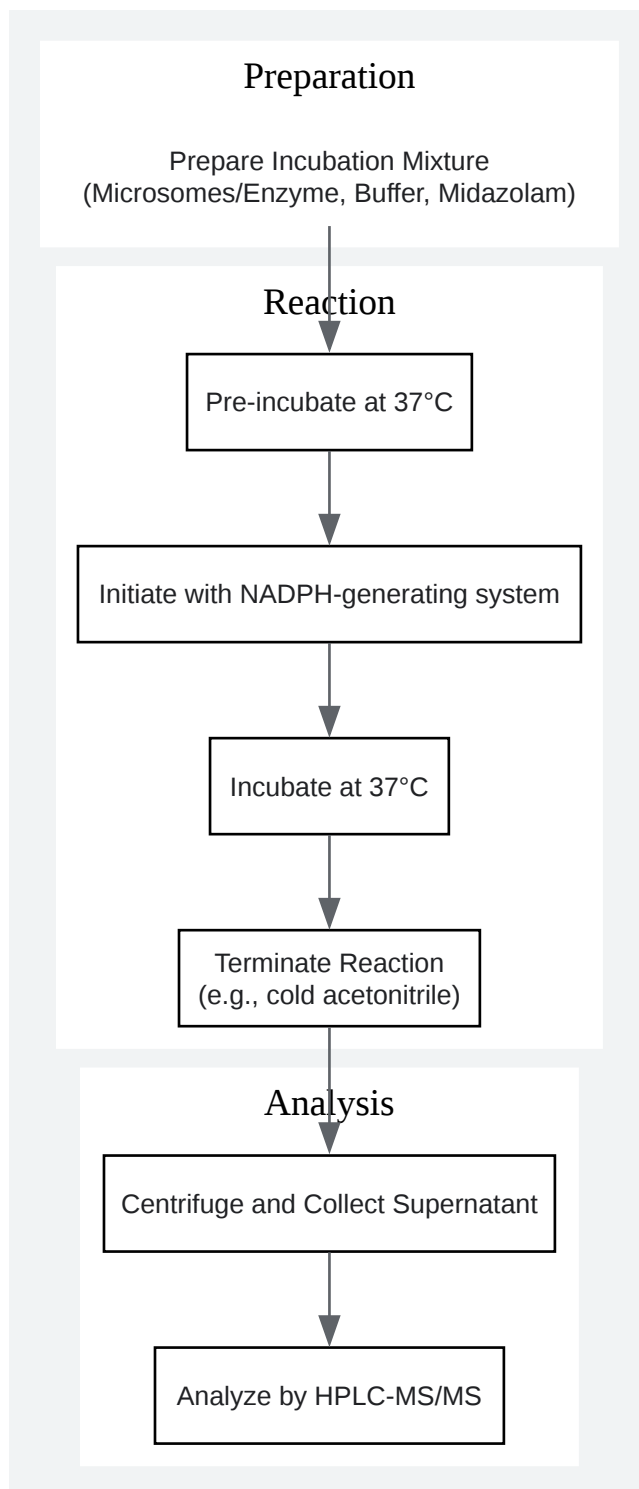 Preparation
Prepare Incubation Mixture
(Microsomes/Enzyme, Buffer, Midazolam)
Reaction
Pre-incubate at 37°C
Initiate with NADPH-generating system
Incubate at 37°C
Terminate Reaction
(e.g., cold acetonitrile)
Analysis
Centrifuge and Collect Supernatant
Analyze by HPLC-MS/MS